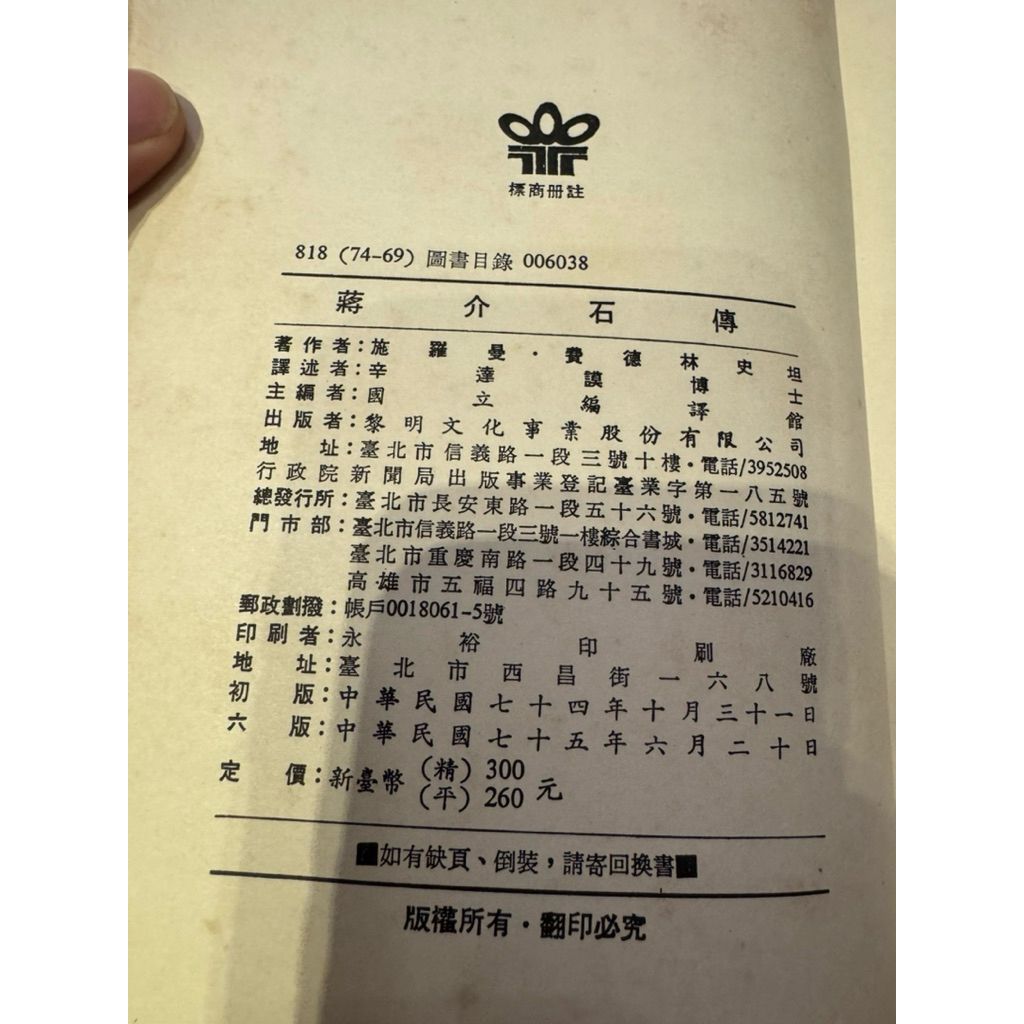 標商冊註
818 (74-69) 圖書目錄 006038
蔣介石傳
著作者：施羅曼・費德林史坦
譯述者：辛達謨博士
主編者：國立編譯館
出版者：黎明文化事業股份有限公司
地址：臺北市信義路一段三號十樓・電話/3952508
行政院新聞局出版事業登記臺業字第一八五號
總發行所：臺北市長安東路一段五十六號・電話/5812741
門市部：臺北市信義路一段三號一樓綜合書城・電話/3514221
臺北市重慶南路一段四十九號・電話/3116829
高雄市五福四路九十五號・電話/5210416
郵政劃撥：帳戶0018061-5號
印刷者：永裕印刷廠
地址：臺北市西昌街一六八號
初版：中華民國七十四年十月三十一日
六版：中華民國七十五年六月二十日
定價：新臺幣 (精) 300 元
(平) 260
■如有缺頁、倒裝，請寄回換書■
版權所有・翻印必究